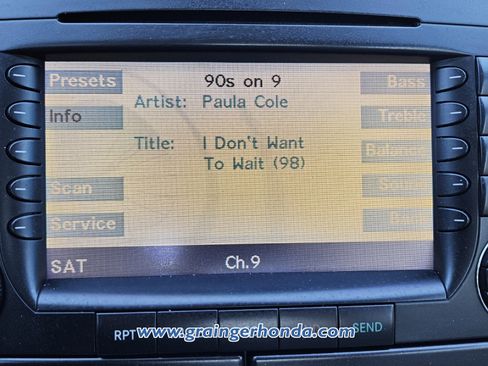 90s on 9
Presets
Bass
Artist: Paula Cole
Info
Treble
Title: I Don't Want
To Wait (98)
Balance
Scan
Service
SAT
Ch.9
RPT
SEND
www.graingerhonda.com